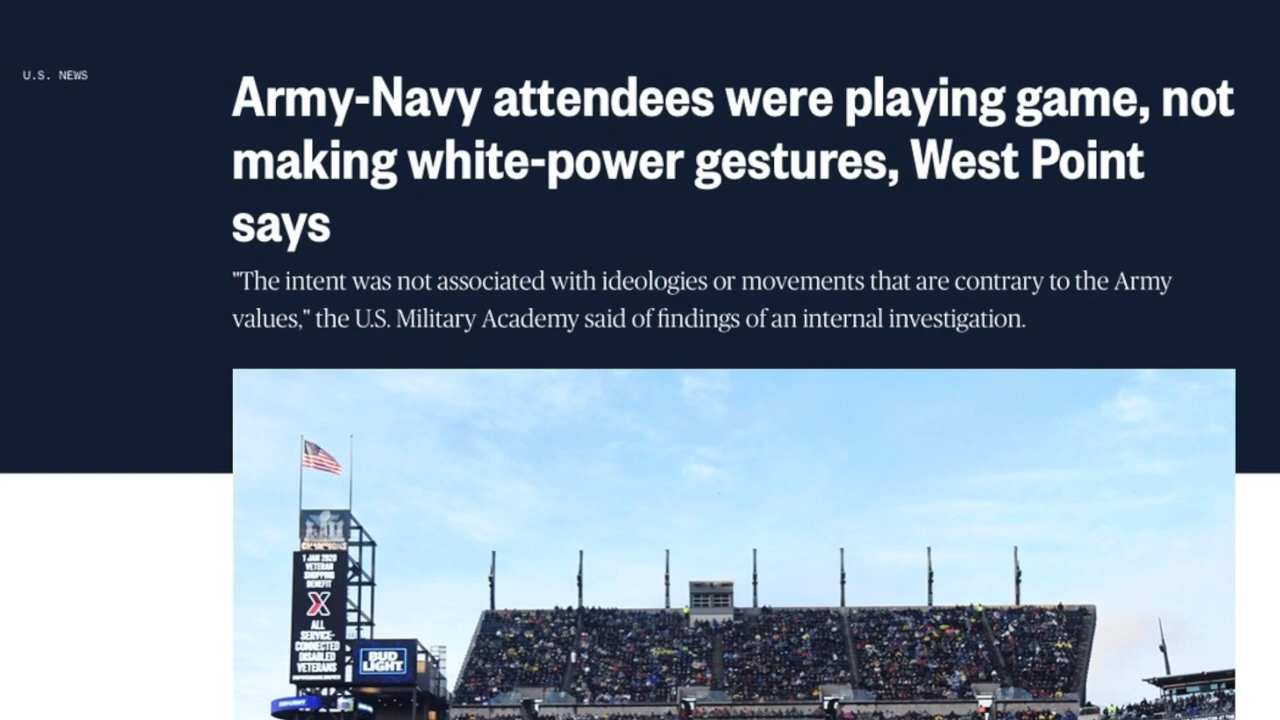 U.S. NEWS
Army-Navy attendees were playing game, not
making white-power gestures, West Point
says
"The intent was not associated with ideologies or movements that are contrary to the Army
values," the U.S. Military Academy said of findings of an internal investigation.
1 JAN 2020
VETERAN
SHOPPING
BENEFIT
X
ALL
SERVICE-
CONNECTED
DISABLED
VETERANS
BUD
LIGHT